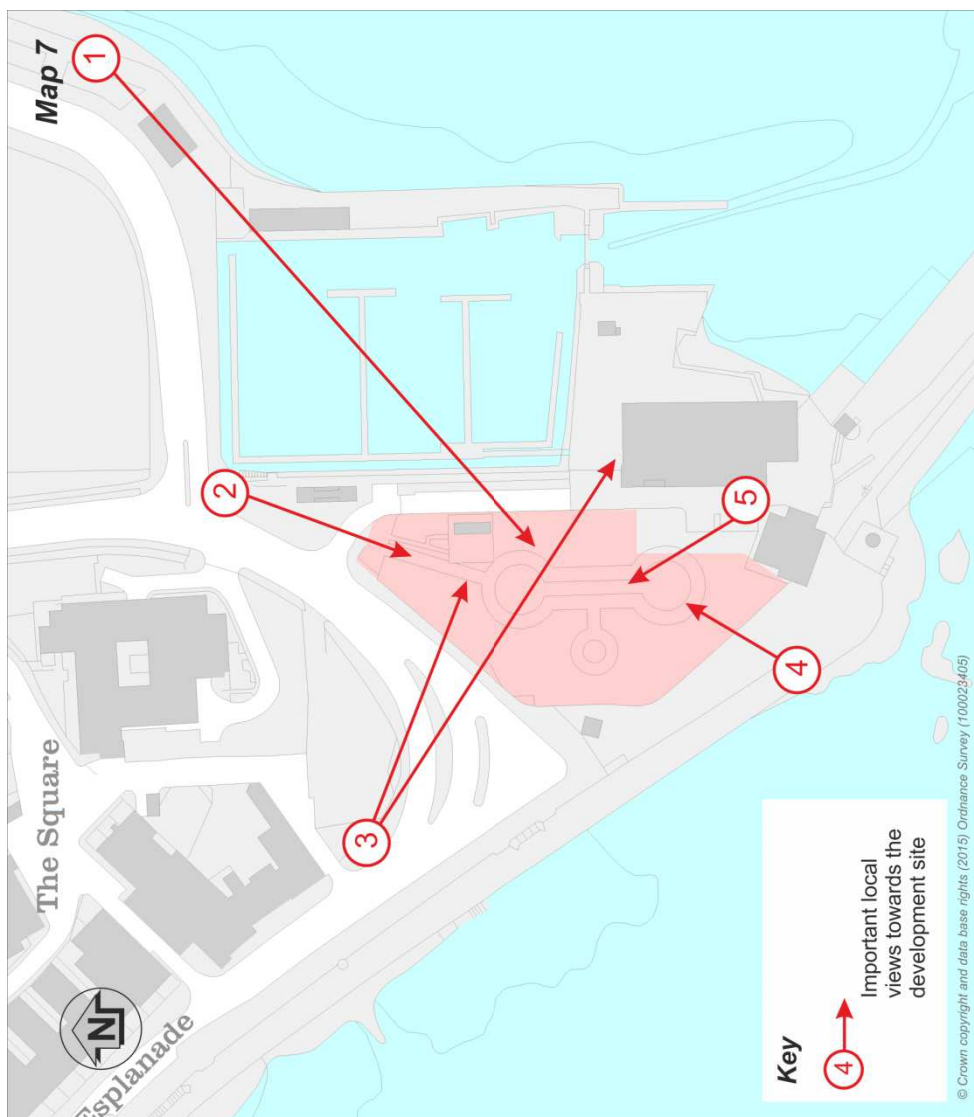 Map 7
1
2
3
4
5
The Square
Esplanade
N
Key
4
Important local
views towards the
development site
© Crown copyright and data base rights (2015) Ordnance Survey (100023405)